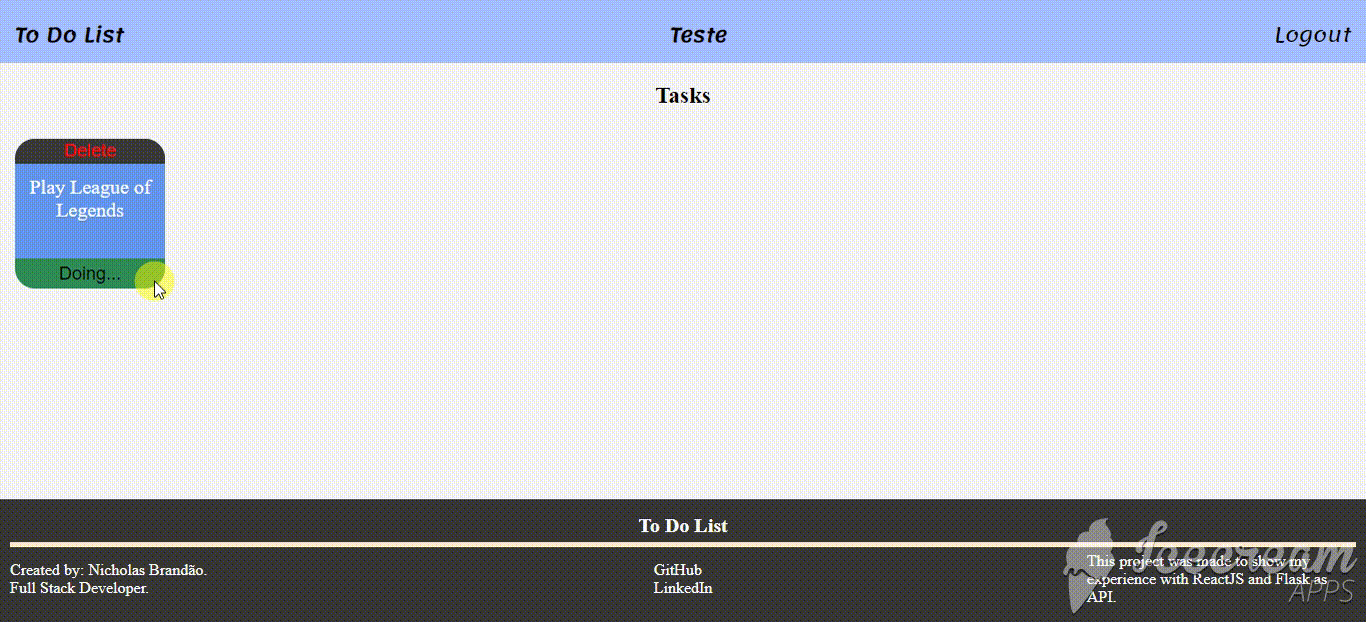 To Do List
Teste
Logout
Tasks
Delete
Play League of
Legends
Doing...
To Do List
Created by: Nicholas Brandão.
Full Stack Developer.
GitHub
LinkedIn
This project was made to show my
experience with ReactJS and Flask as
API.
Icecream
APPS